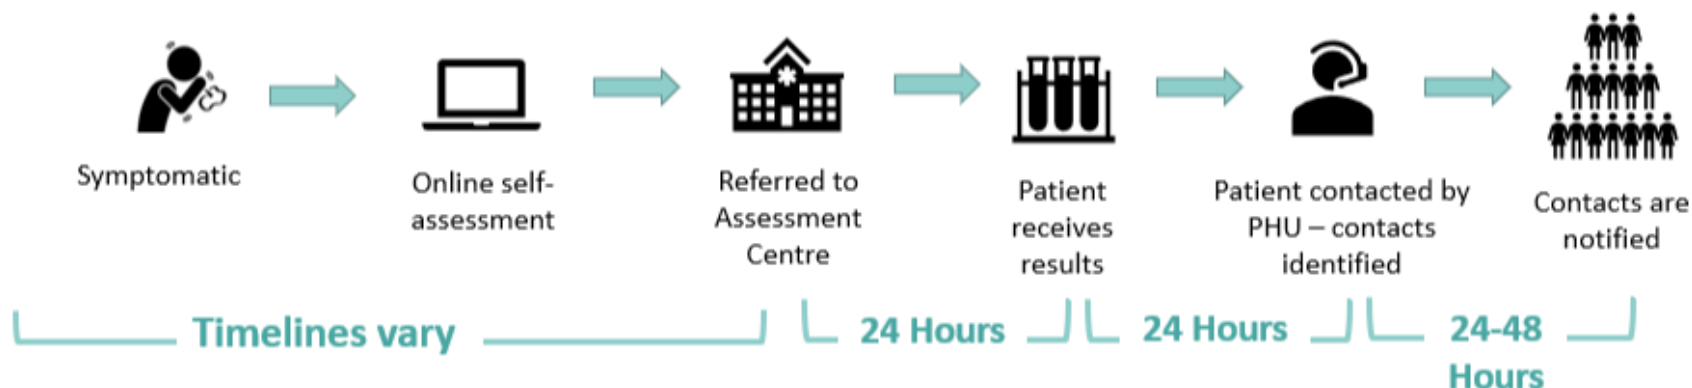 Symptomatic
Online self-
assessment
Referred to
Assessment
Centre
Patient
receives
results
Patient contacted by
PHU – contacts
identified
Contacts are
notified
Timelines vary
24 Hours
24 Hours
24-48
Hours